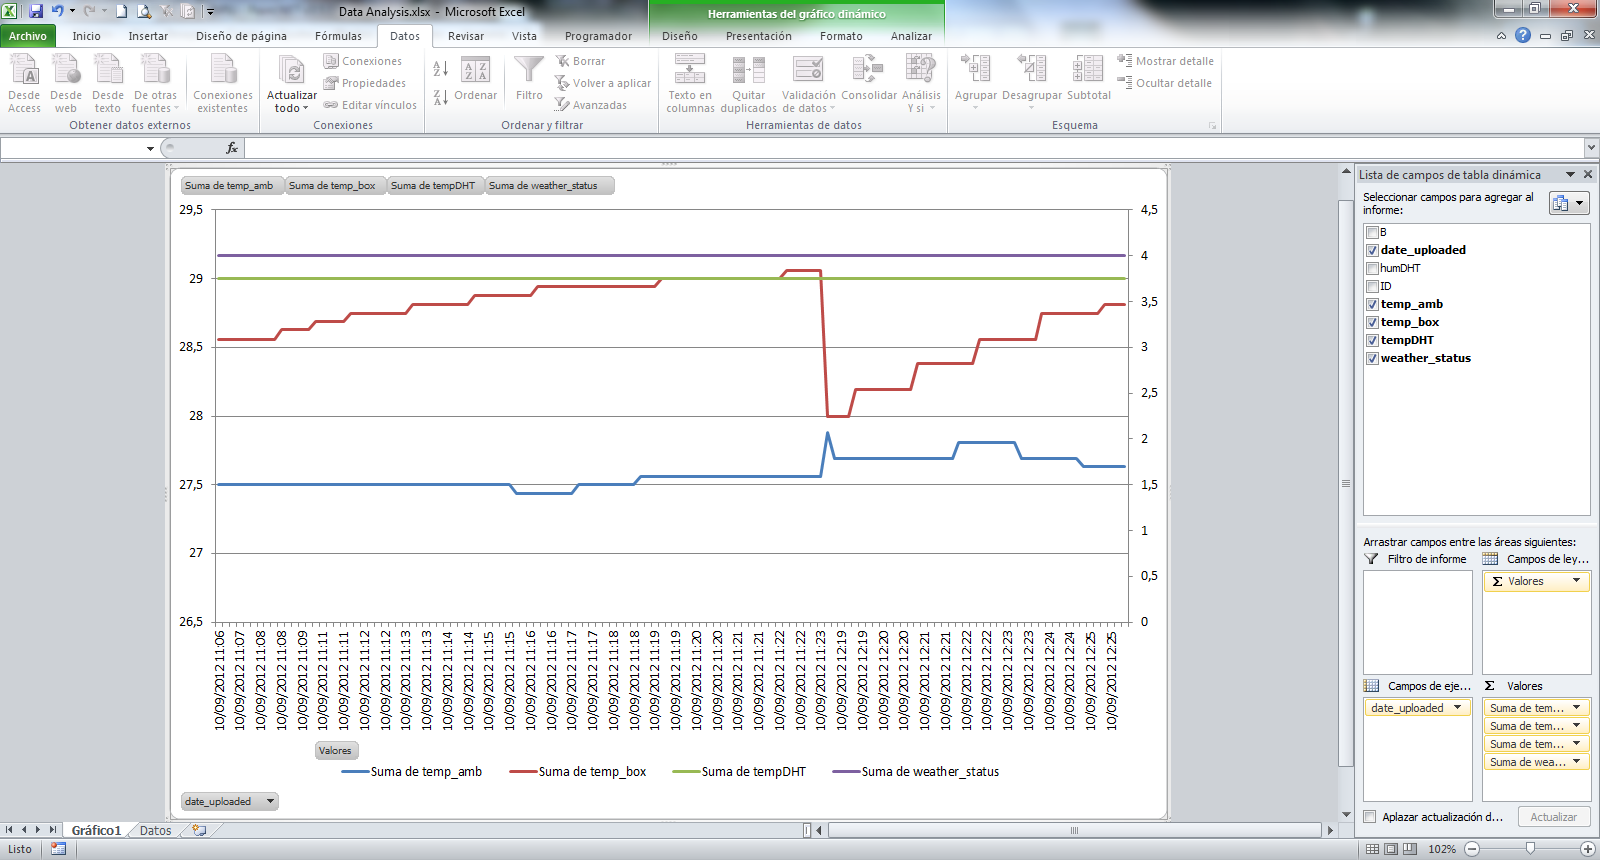 Data Analysis.xlsx - Microsoft Excel
Herramientas del gráfico dinámico
Archivo Inicio Insertar Diseño de página Fórmulas Datos Revisar Vista Programador Diseño Presentación Formato Analizar
Desde Access
Desde web
Desde texto
De otras fuentes
Conexiones existentes
Obtener datos externos
Actualizar todo
Conexiones
Propiedades
Editar vínculos
Conexiones
Ordenar
Filtro
Borrar
Volver a aplicar
Avanzadas
Ordenar y filtrar
Texto en columnas
Quitar duplicados
Validación de datos
Consolidar
Análisis Y si
Herramientas de datos
Agrupar
Desagrupar
Subtotal
Mostrar detalle
Ocultar detalle
Esquema
fx
Suma de temp_amb
Suma de temp_box
Suma de tempDHT
Suma de weather_status
29,5
29
28,5
28
27,5
27
26,5
4,5
4
3,5
3
2,5
2
1,5
1
0,5
0
10/09/2012 11:06
10/09/2012 11:07
10/09/2012 11:08
10/09/2012 11:08
10/09/2012 11:09
10/09/2012 11:11
10/09/2012 11:11
10/09/2012 11:12
10/09/2012 11:12
10/09/2012 11:13
10/09/2012 11:13
10/09/2012 11:14
10/09/2012 11:14
10/09/2012 11:15
10/09/2012 11:15
10/09/2012 11:16
10/09/2012 11:16
10/09/2012 11:17
10/09/2012 11:17
10/09/2012 11:18
10/09/2012 11:18
10/09/2012 11:19
10/09/2012 11:19
10/09/2012 11:20
10/09/2012 11:20
10/09/2012 11:21
10/09/2012 11:22
10/09/2012 11:22
10/09/2012 11:22
10/09/2012 11:23
10/09/2012 12:19
10/09/2012 12:19
10/09/2012 12:20
10/09/2012 12:20
10/09/2012 12:21
10/09/2012 12:21
10/09/2012 12:22
10/09/2012 12:22
10/09/2012 12:23
10/09/2012 12:23
10/09/2012 12:24
10/09/2012 12:24
10/09/2012 12:25
10/09/2012 12:25
Valores
Suma de temp_amb
Suma de temp_box
Suma de tempDHT
Suma de weather_status
date_uploaded
Lista de campos de tabla dinámica
Seleccionar campos para agregar al
informe:
B
date_uploaded
humDHT
ID
temp_amb
temp_box
tempDHT
weather_status
Arrastrar campos entre las áreas siguientes:
Filtro de informe
Campos de ley...
Σ Valores
Campos de eje...
Σ Valores
date_uploaded
Suma de tem...
Suma de tem...
Suma de tem...
Suma de wea...
Aplazar actualización d...
Actualizar
Gráfico1
Datos
Listo
102%